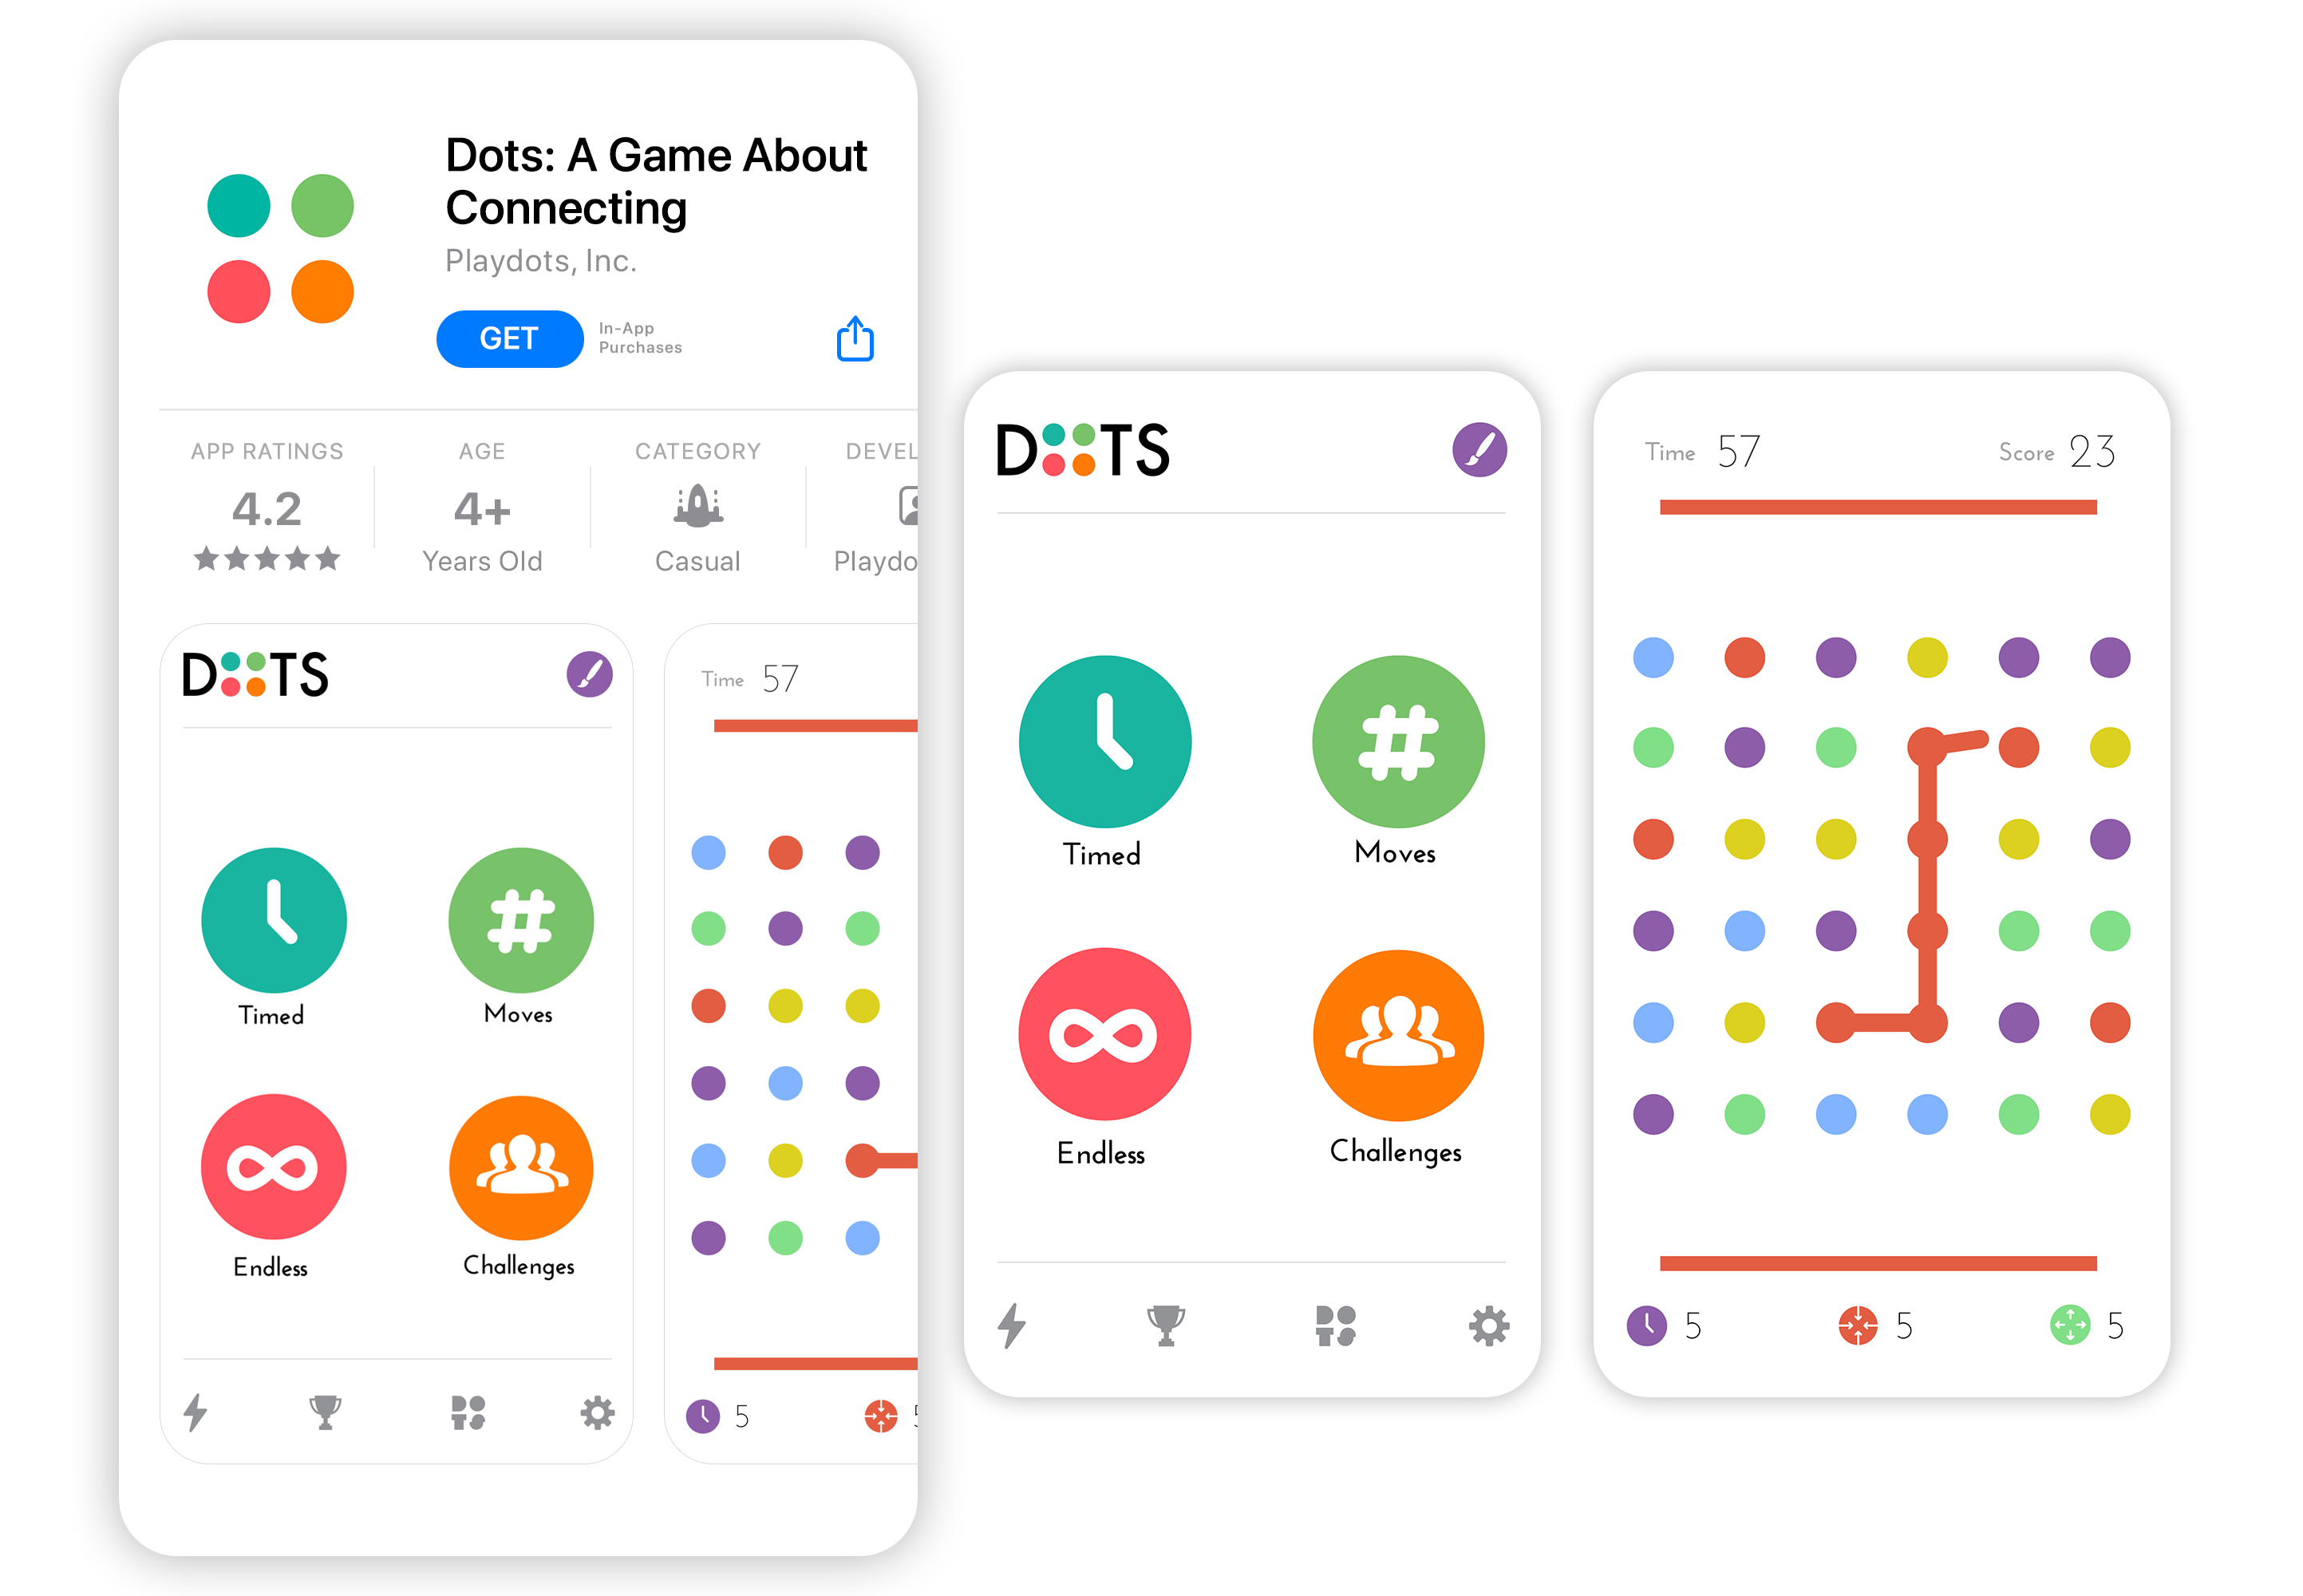 Dots: A Game About
Connecting
Playdots, Inc.
GET
In-App
Purchases
APP RATINGS
AGE
CATEGORY
DEVEL
4.2
4+
Years Old
Casual
Playdo
DOTS
Timed
Moves
Endless
Challenges
DOTS
Time 57
5
DOTS
Timed
Moves
Endless
Challenges
DOTS
Time 57
Score 23
5
5
5